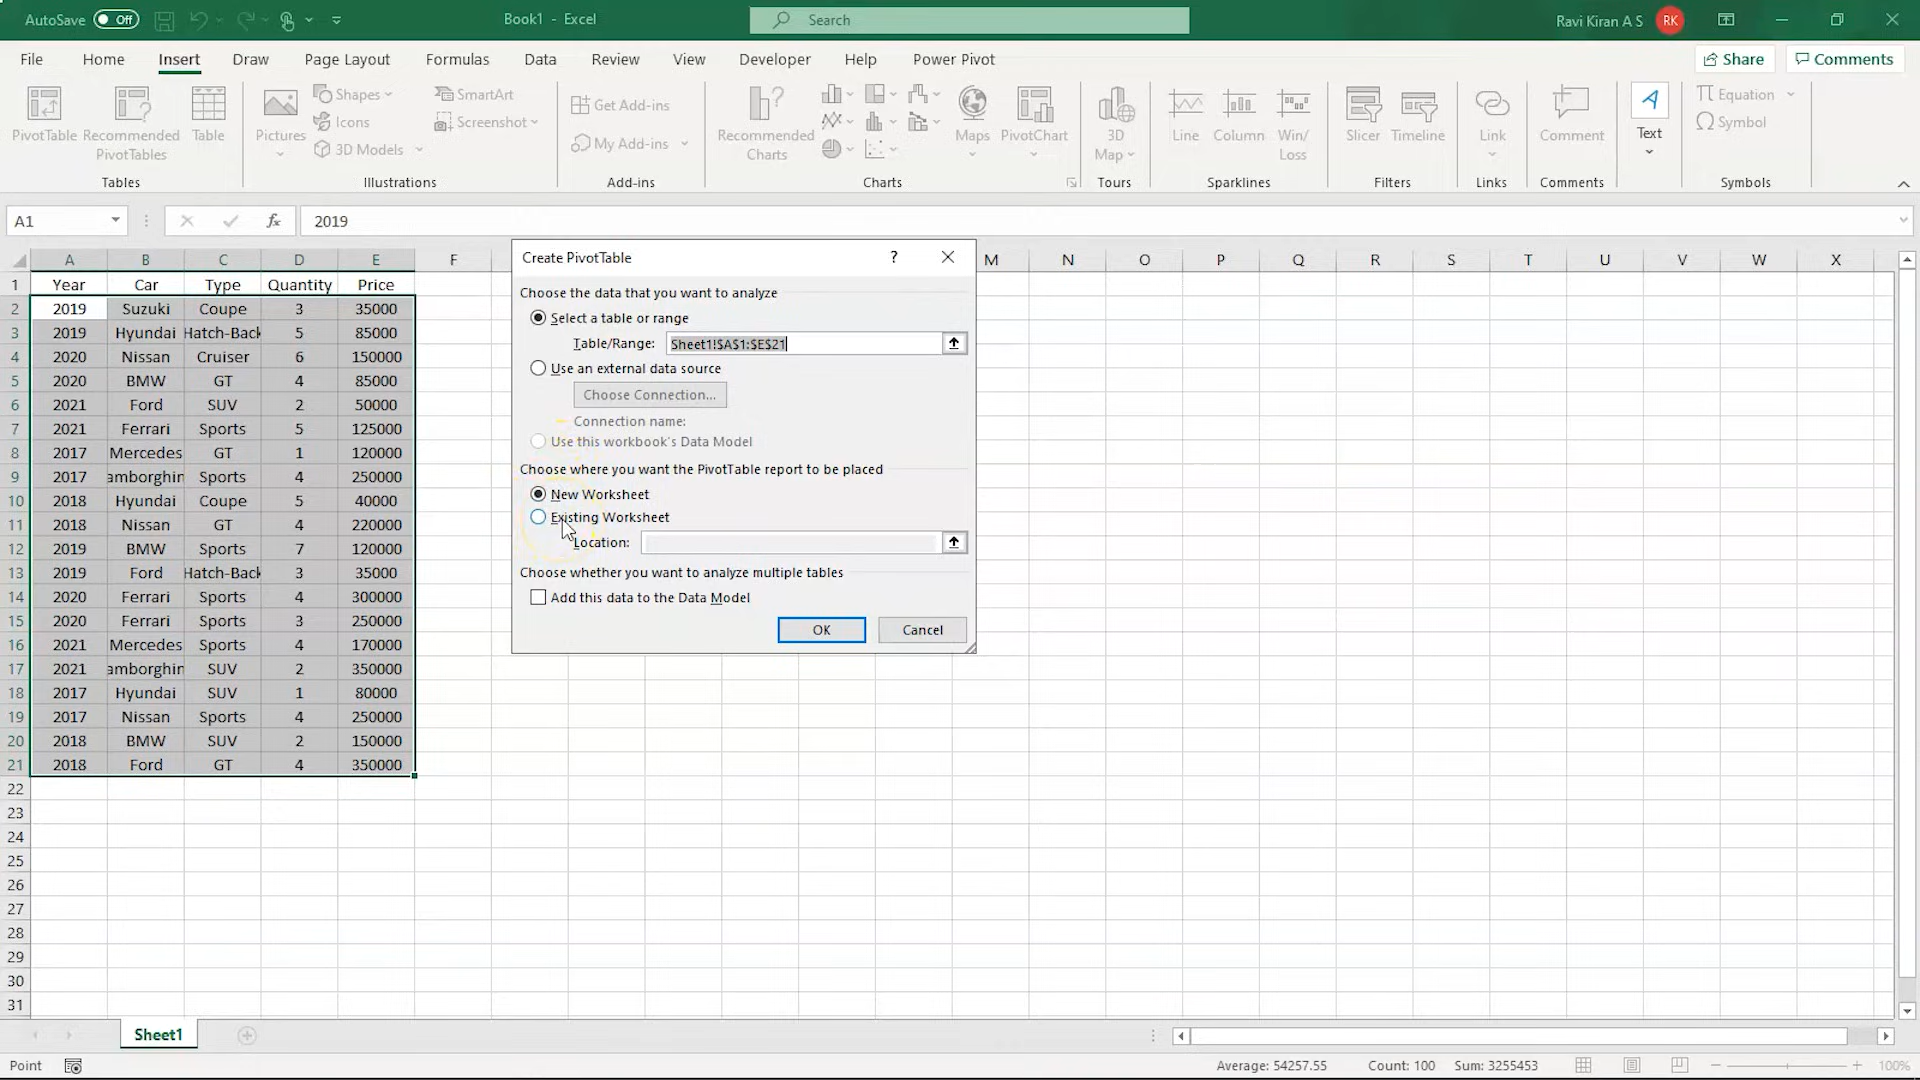 AutoSave Off Book1 - Excel Search Ravi Kiran A S RK
File Home Insert Draw Page Layout Formulas Data Review View Developer Help Power Pivot Share Comments
PivotTable Recommended PivotTables Table Tables
Pictures Shapes Icons 3D Models SmartArt Screenshot Illustrations
Get Add-ins My Add-ins Add-ins
Recommended Charts Maps PivotChart Charts
3D Map Tours
Line Column Win/ Loss Sparklines
Slicer Timeline Filters
Link Links
Comment Comments
A Text
Equation Symbol Symbols
A1 fx 2019
A B C D E F M N O P Q R S T U V W X
1 Year Car Type Quantity Price
2 2019 Suzuki Coupe 3 35000
3 2019 Hyundai Hatch-Back 5 85000
4 2020 Nissan Cruiser 6 150000
5 2020 BMW GT 4 85000
6 2021 Ford SUV 2 50000
7 2021 Ferrari Sports 5 125000
8 2017 Mercedes GT 1 120000
9 2017 amborghin Sports 4 250000
10 2018 Hyundai Coupe 5 40000
11 2018 Nissan GT 4 220000
12 2019 BMW Sports 7 120000
13 2019 Ford Hatch-Back 3 35000
14 2020 Ferrari Sports 4 300000
15 2020 Ferrari Sports 3 250000
16 2021 Mercedes Sports 4 170000
17 2021 amborghin SUV 2 350000
18 2017 Hyundai SUV 1 80000
19 2017 Nissan Sports 4 250000
20 2018 BMW SUV 2 150000
21 2018 Ford GT 4 350000
22
23
24
25
26
27
28
29
30
31
Create PivotTable ?
Choose the data that you want to analyze
Select a table or range
Table/Range: Sheet1!$A$1:$E$21
Use an external data source
Choose Connection...
Connection name:
Use this workbook's Data Model
Choose where you want the PivotTable report to be placed
New Worksheet
Existing Worksheet
Location:
Choose whether you want to analyze multiple tables
Add this data to the Data Model
OK Cancel
Sheet1
Point Average: 54257.55 Count: 100 Sum: 3255453 100%